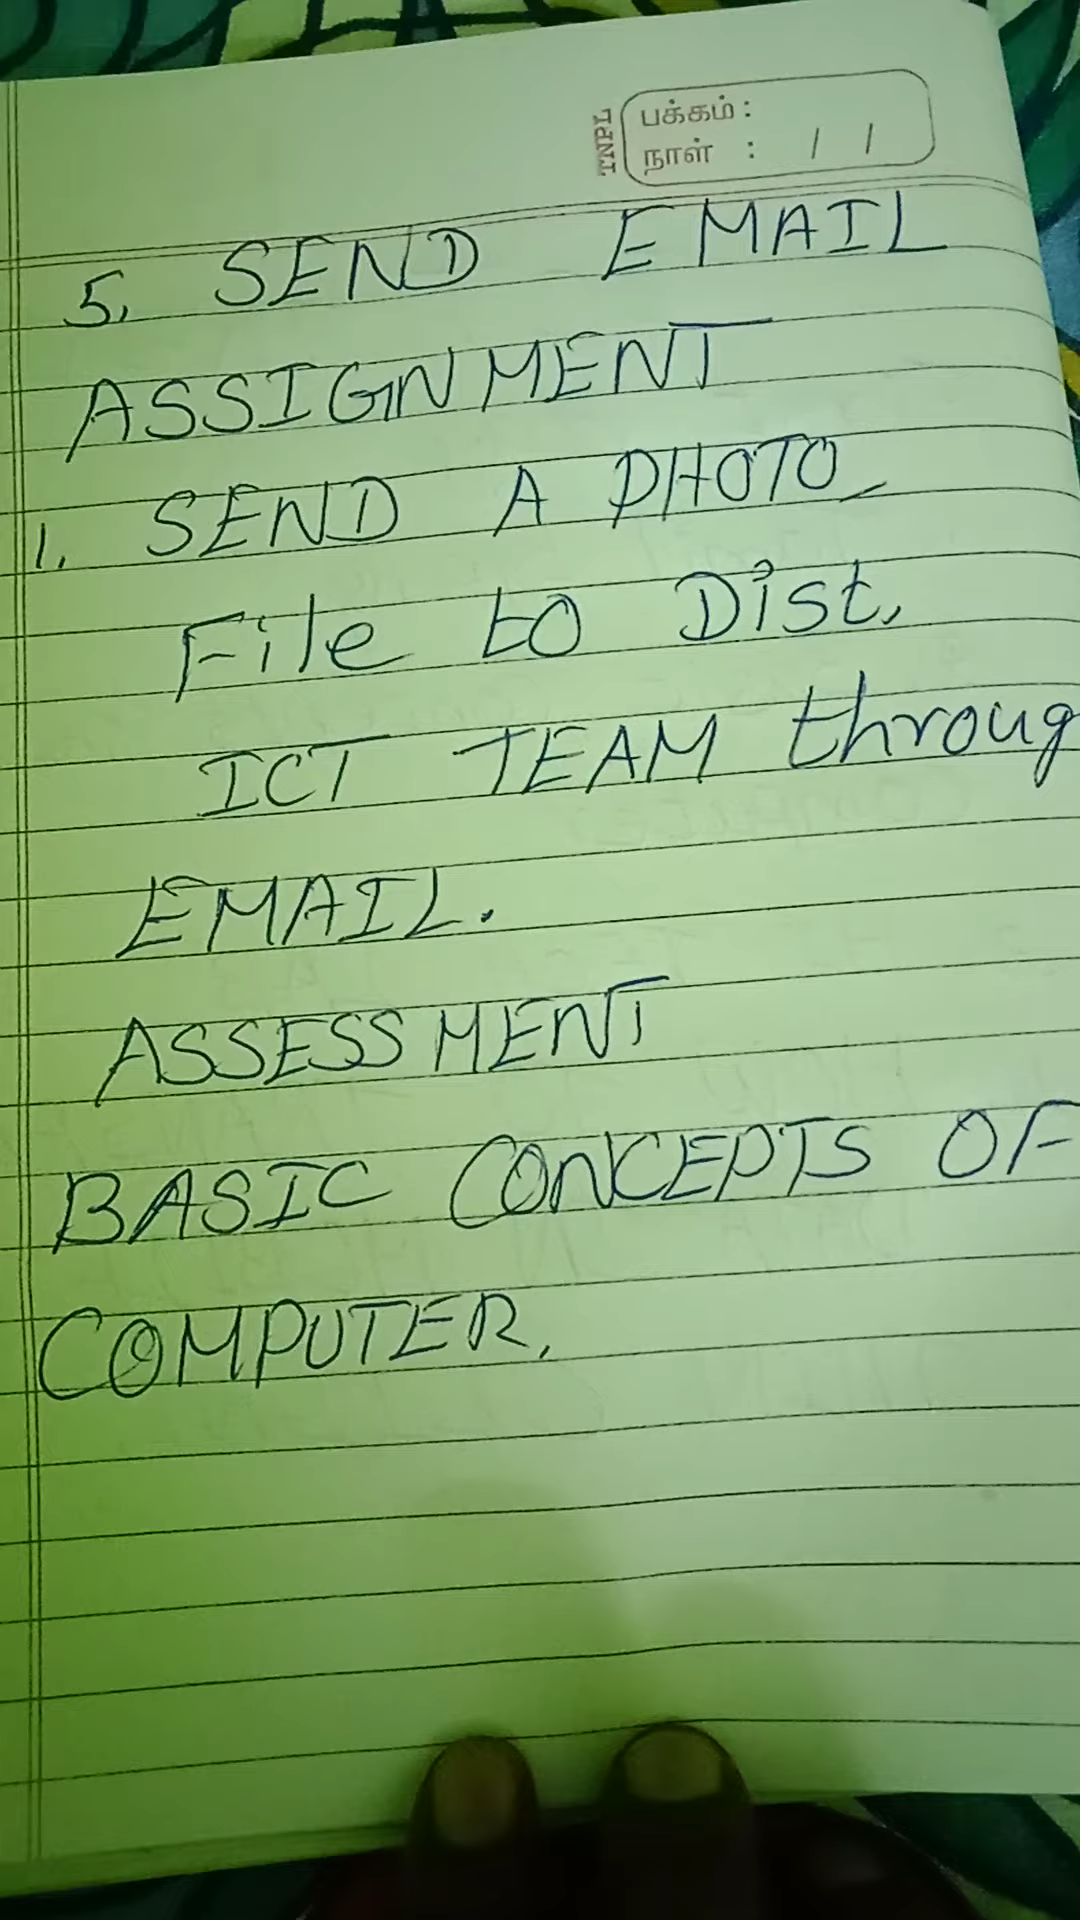 TNPL
பக்கம் :
நாள் : / /
5. SEND EMAIL
ASSIGNMENT
1. SEND A PHOTO
File to Dist.
ICT TEAM throug
EMAIL.
ASSESSMENT
BASIC CONCEPTS OF
COMPUTER.